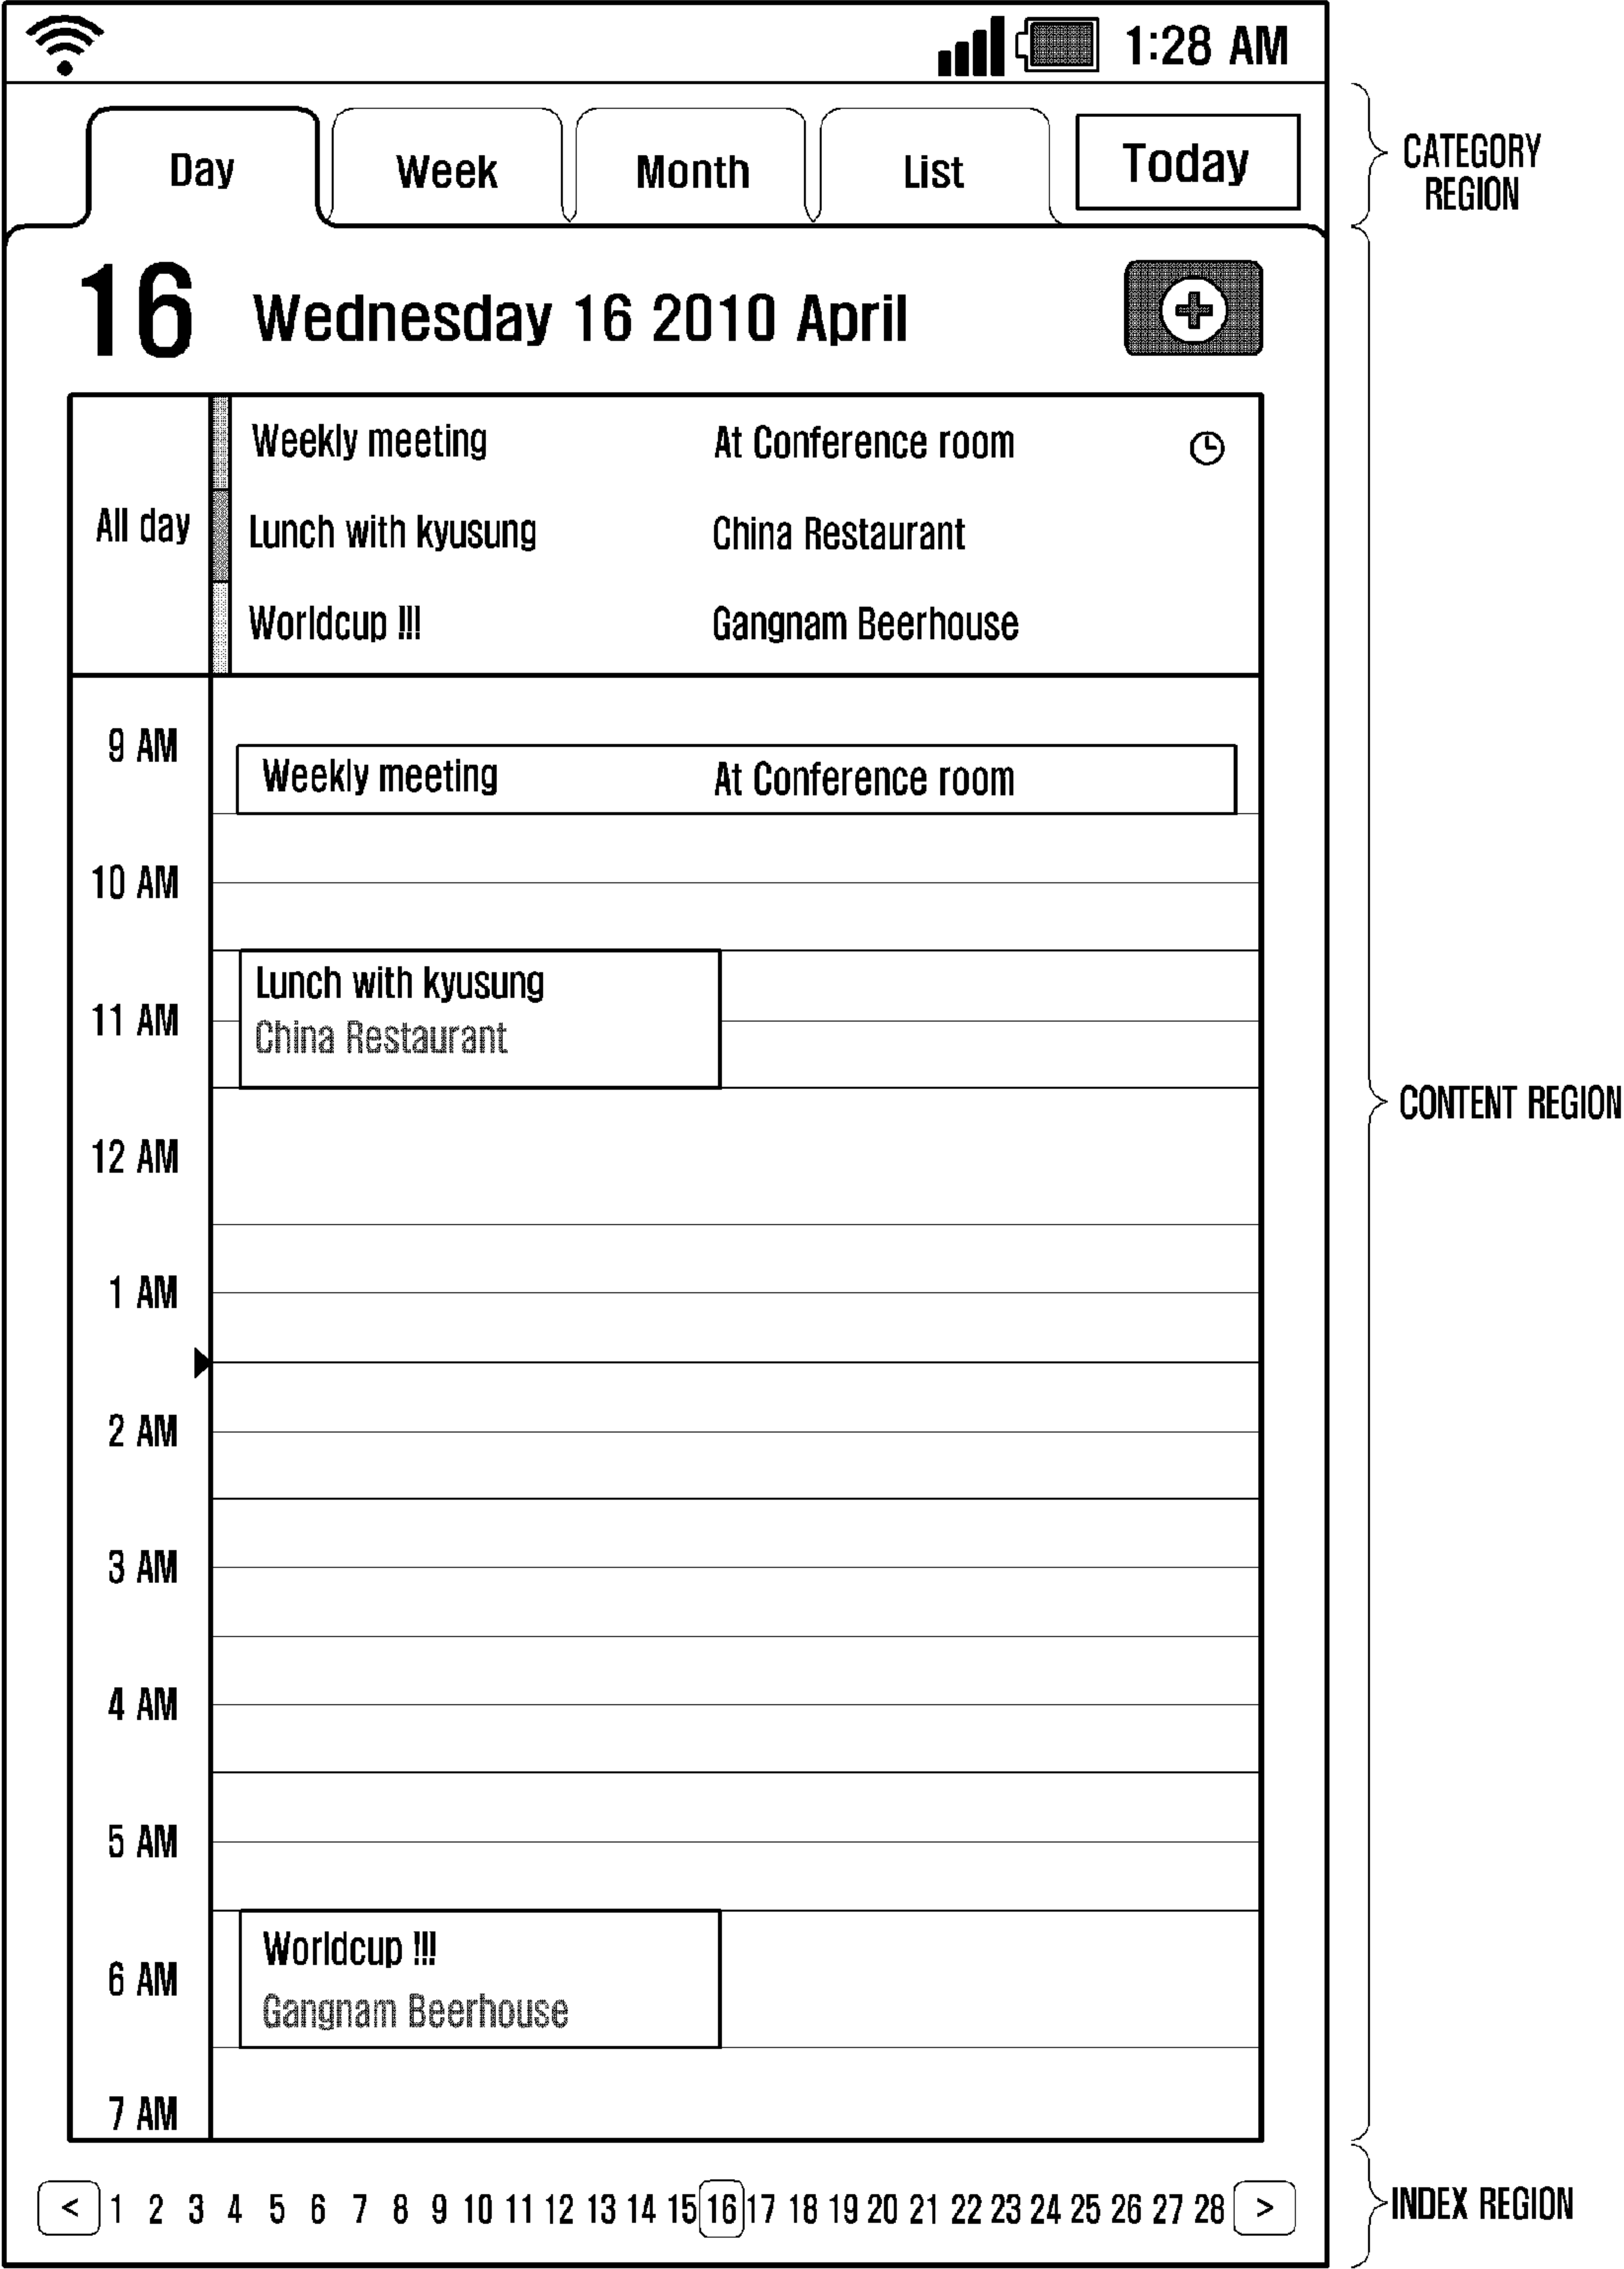 1:28 AM
Day Week Month List Today
CATEGORY
REGION
16 Wednesday 16 2010 April
All day
Weekly meeting At Conference room
Lunch with kyusung China Restaurant
Worldcup !!! Gangnam Beerhouse
9 AM
Weekly meeting At Conference room
10 AM
Lunch with kyusung
11 AM
China Restaurant
CONTENT REGION
12 AM
1 AM
2 AM
3 AM
4 AM
5 AM
Worldcup !!!
6 AM
Gangnam Beerhouse
7 AM
< 1 2 3 4 5 6 7 8 9 10 11 12 13 14 15 16 17 18 19 20 21 22 23 24 25 26 27 28 >
INDEX REGION